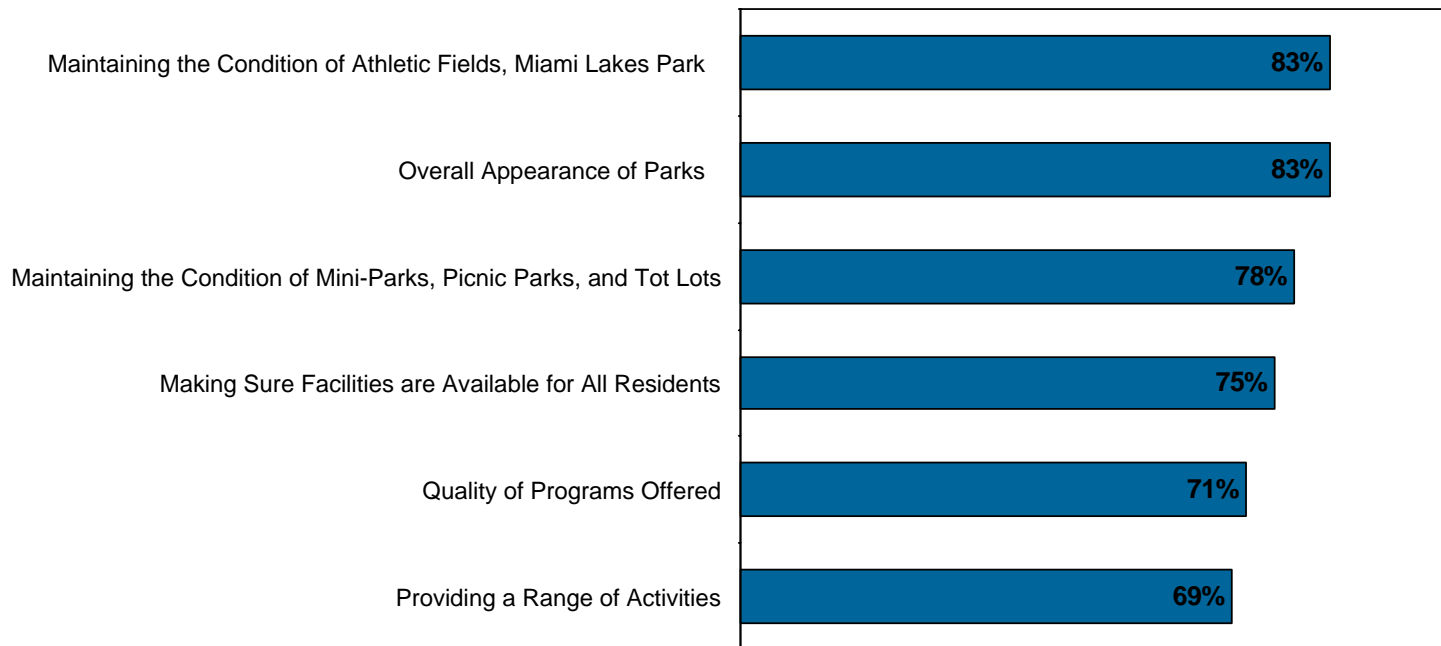 Maintaining the Condition of Athletic Fields, Miami Lakes Park
83%
Overall Appearance of Parks
83%
Maintaining the Condition of Mini-Parks, Picnic Parks, and Tot Lots
78%
Making Sure Facilities are Available for All Residents
75%
Quality of Programs Offered
71%
Providing a Range of Activities
69%